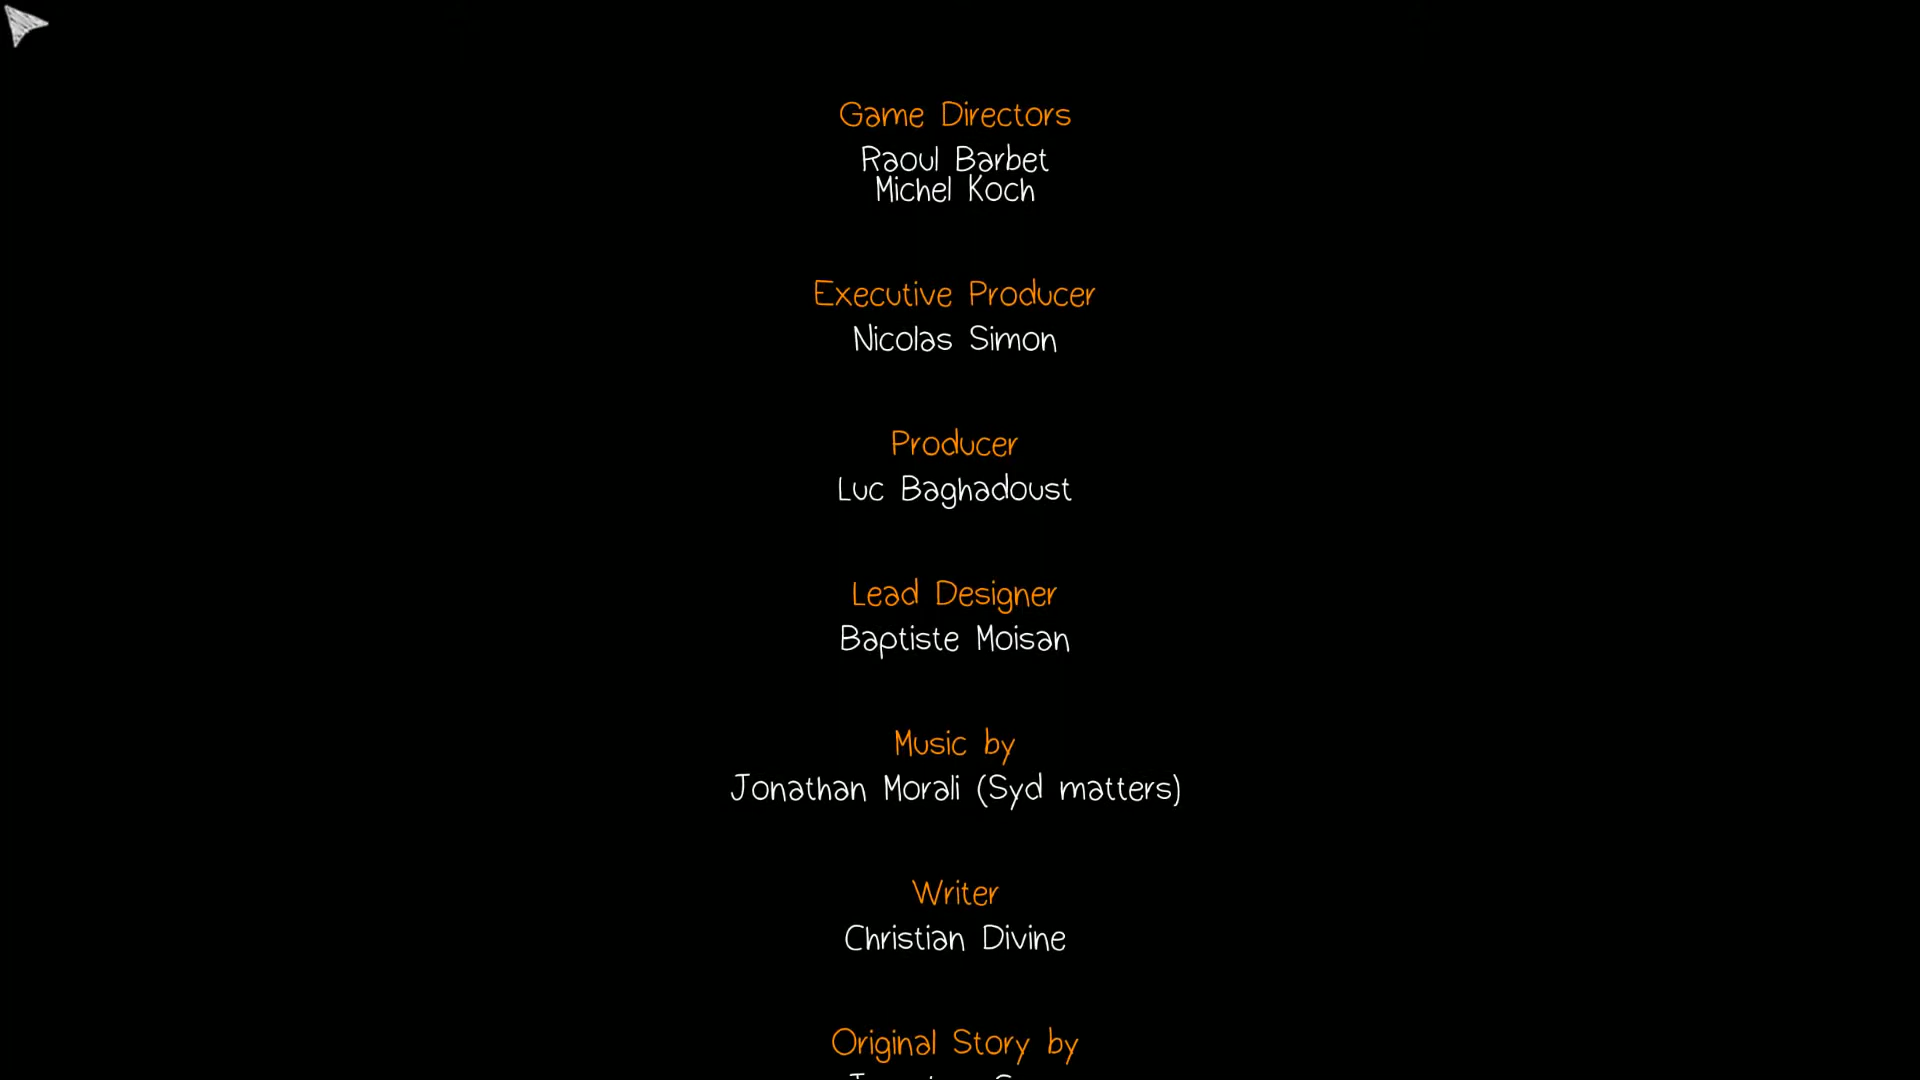 Game Directors
Raoul Barbet
Michel Koch
Executive Producer
Nicolas Simon
Producer
Luc Baghadoust
Lead Designer
Baptiste Moisan
Music by
Jonathan Morali (Syd matters)
Writer
Christian Divine
Original Story by